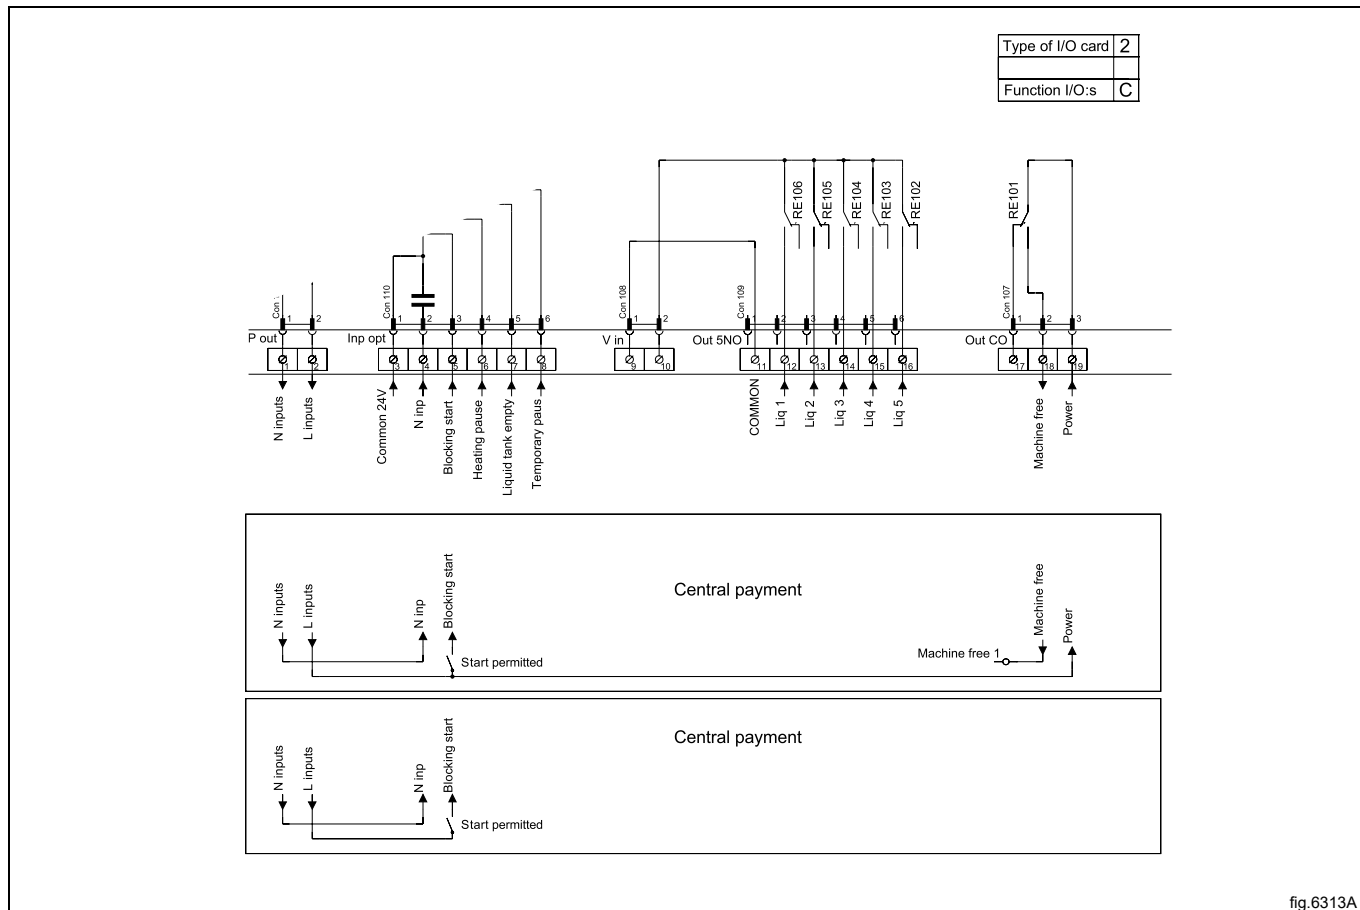 Type of I/O card 2
Function I/O:s C
RE106 RE105 RE104 RE103 RE102 RE101
Con 110 Con 108 Con 109 Con 107
1 2 1 2 3 4 5 6 1 2 1 2 3 4 5 6 1 2 3
P out Inp opt V in Out 5NO Out CO
1 2 3 4 5 6 7 8 9 10 11 12 13 14 15 16 17 18 19
N inputs L inputs Common 24V N inp Blocking start Heating pause Liquid tank empty Temporary paus COMMON Liq 1 Liq 2 Liq 3 Liq 4 Liq 5 Machine free Power
Central payment
N inputs L inputs N inp Blocking start Machine free Power
Start permitted
Machine free 1
Central payment
N inputs L inputs N inp Blocking start
Start permitted
fig.6313A